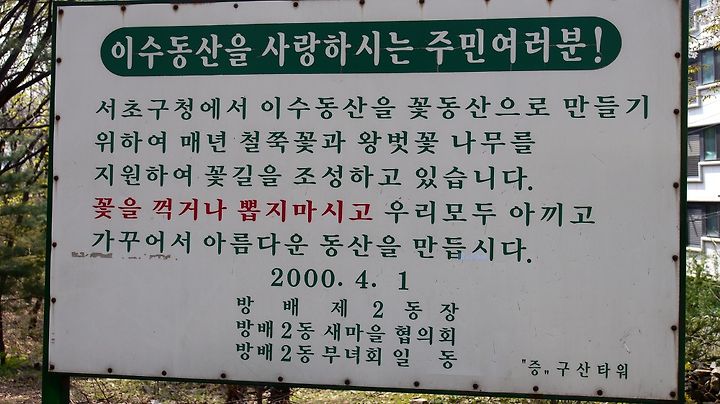 이수동산을 사랑하시는 주민여러분!
서초구청에서 이수동산을 꽃동산으로 만들기
위하여 매년 철쭉꽃과 왕벗꽃 나무를
지원하여 꽃길을 조성하고 있습니다.
꽃을 꺽거나 뽑지마시고 우리모두 아끼고
가꾸어서 아름다운 동산을 만듭시다.
2000. 4. 1
방 배 제 2 동 장
방배2동 새마을 협의회
방배2동 부녀회 일 동
"증„ 구산타워